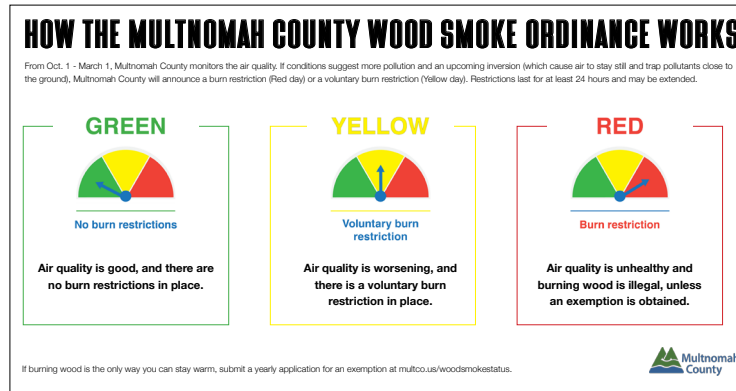 HOW THE MULTNOMAH COUNTY WOOD SMOKE ORDINANCE WORKS
From Oct. 1 - March 1, Multnomah County monitors the air quality. If conditions suggest more pollution and an upcoming inversion (which cause air to stay still and trap pollutants close to
the ground), Multnomah County will announce a burn restriction (Red day) or a voluntary burn restriction (Yellow day). Restrictions last for at least 24 hours and may be extended.
GREEN
No burn restrictions
Air quality is good, and there are
no burn restrictions in place.
YELLOW
Voluntary burn
restriction
Air quality is worsening, and
there is a voluntary burn
restriction in place.
RED
Burn restriction
Air quality is unhealthy and
burning wood is illegal, unless
an exemption is obtained.
If burning wood is the only way you can stay warm, submit a yearly application for an exemption at multco.us/woodsmokestatus.
Multnomah
County